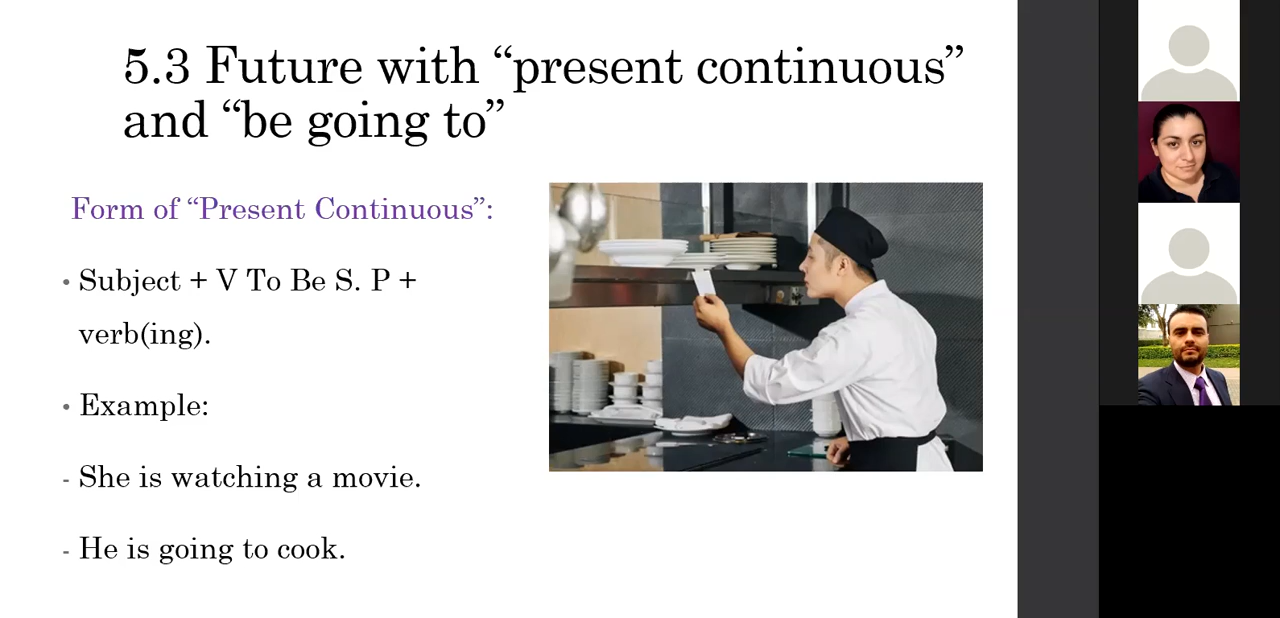 5.3 Future with “present continuous”
and “be going to”
Form of “Present Continuous”:
• Subject + V To Be S. P +
verb(ing).
• Example:
- She is watching a movie.
- He is going to cook.